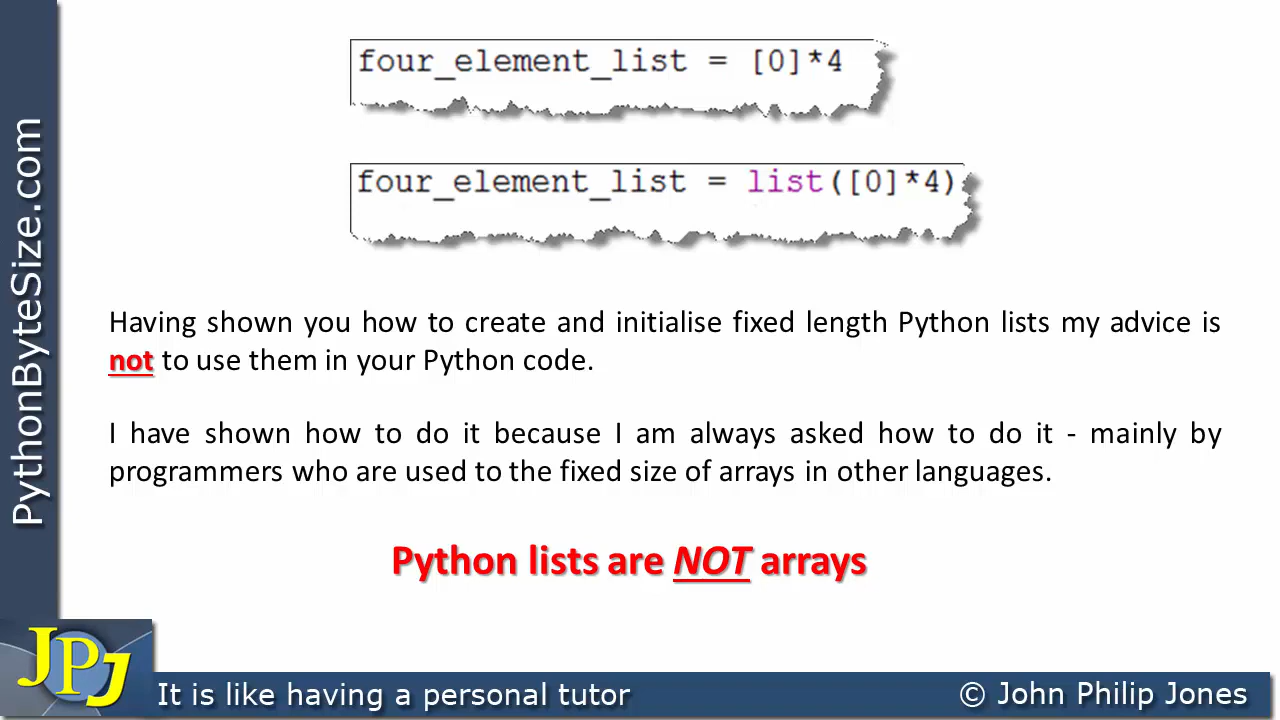 four_element_list = [0]*4
four_element_list = list([0]*4)
Having shown you how to create and initialise fixed length Python lists my advice is
not to use them in your Python code.
I have shown how to do it because I am always asked how to do it - mainly by
programmers who are used to the fixed size of arrays in other languages.
Python lists are NOT arrays
PythonByteSize.com
JPJ
It is like having a personal tutor
© John Philip Jones